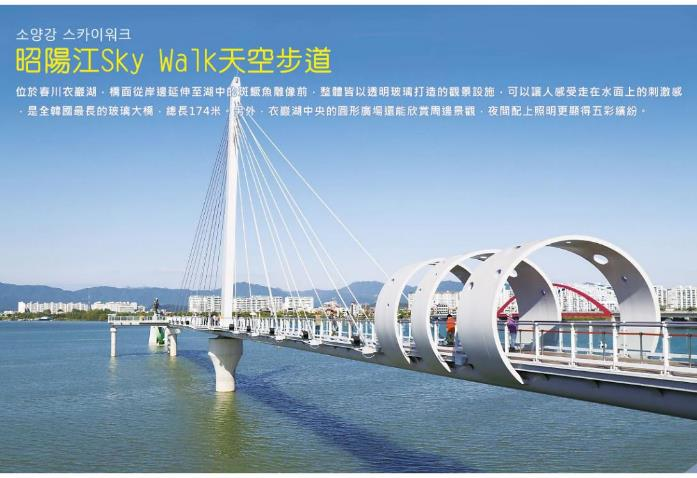 소양강 스카이워크
昭陽江Sky Walk天空步道
位於春川衣巖湖，橋面從岸邊延伸至湖中的斑鱖魚雕像前，整體皆以透明玻璃打造的觀景設施，可以讓人感受走在水面上的刺激感
，是全韓國最長的玻璃大橋，總長174米。另外，衣巖湖中央的圓形廣場還能欣賞周邊景觀，夜間配上照明更顯得五彩繽紛。